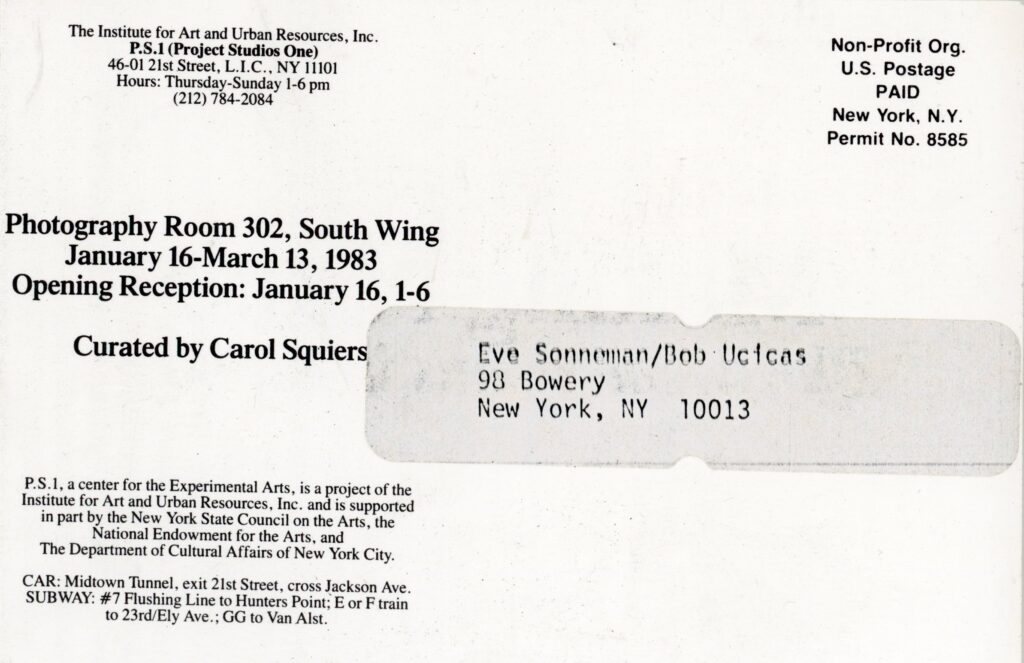 The Institute for Art and Urban Resources, Inc.
P.S.1 (Project Studios One)
46-01 21st Street, L.I.C., NY 11101
Hours: Thursday-Sunday 1-6 pm
(212) 784-2084
Non-Profit Org.
U.S. Postage
PAID
New York, N.Y.
Permit No. 8585
Photography Room 302, South Wing
January 16-March 13, 1983
Opening Reception: January 16, 1-6
Curated by Carol Squiers
Eve Sonneman/Bob
98 Bowery
New York, NY 10013
P.S.1, a center for the Experimental Arts, is a project of the
Institute for Art and Urban Resources, Inc. and is supported
in part by the New York State Council on the Arts, the
National Endowment for the Arts, and
The Department of Cultural Affairs of New York City.
CAR: Midtown Tunnel, exit 21st Street, cross Jackson Ave.
SUBWAY: #7 Flushing Line to Hunters Point; E or F train
to 23rd/Ely Ave.; GG to Van Alst.